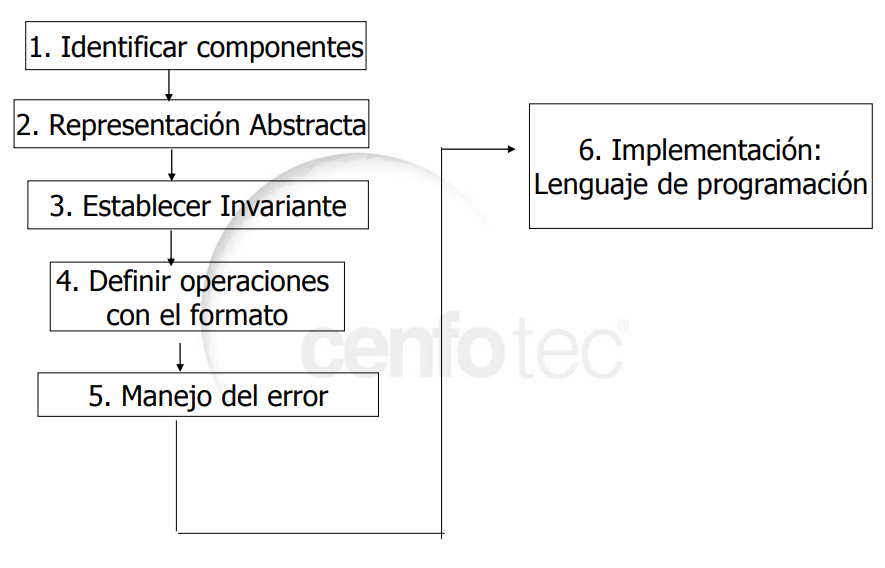 1. Identificar componentes
2. Representación Abstracta
3. Establecer Invariante
4. Definir operaciones
con el formato
5. Manejo del error
6. Implementación:
Lenguaje de programación
cenfotec®